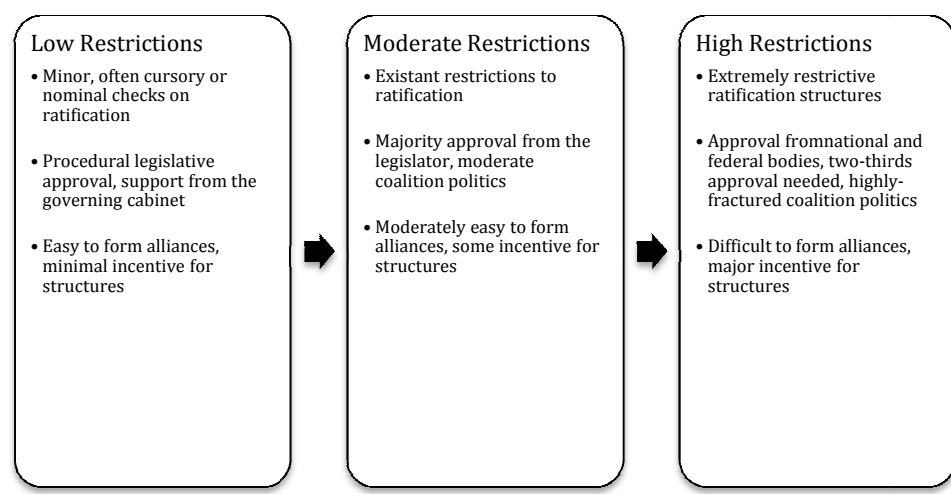 Low Restrictions
• Minor, often cursory or
nominal checks on
ratification
• Procedural legislative
approval, support from the
governing cabinet
• Easy to form alliances,
minimal incentive for
structures
Moderate Restrictions
• Existant restrictions to
ratification
• Majority approval from the
legislator, moderate
coalition politics
• Moderately easy to form
alliances, some incentive for
structures
High Restrictions
• Extremely restrictive
ratification structures
• Approval fromnational and
federal bodies, two-thirds
approval needed, highly-
fractured coalition politics
• Difficult to form alliances,
major incentive for
structures